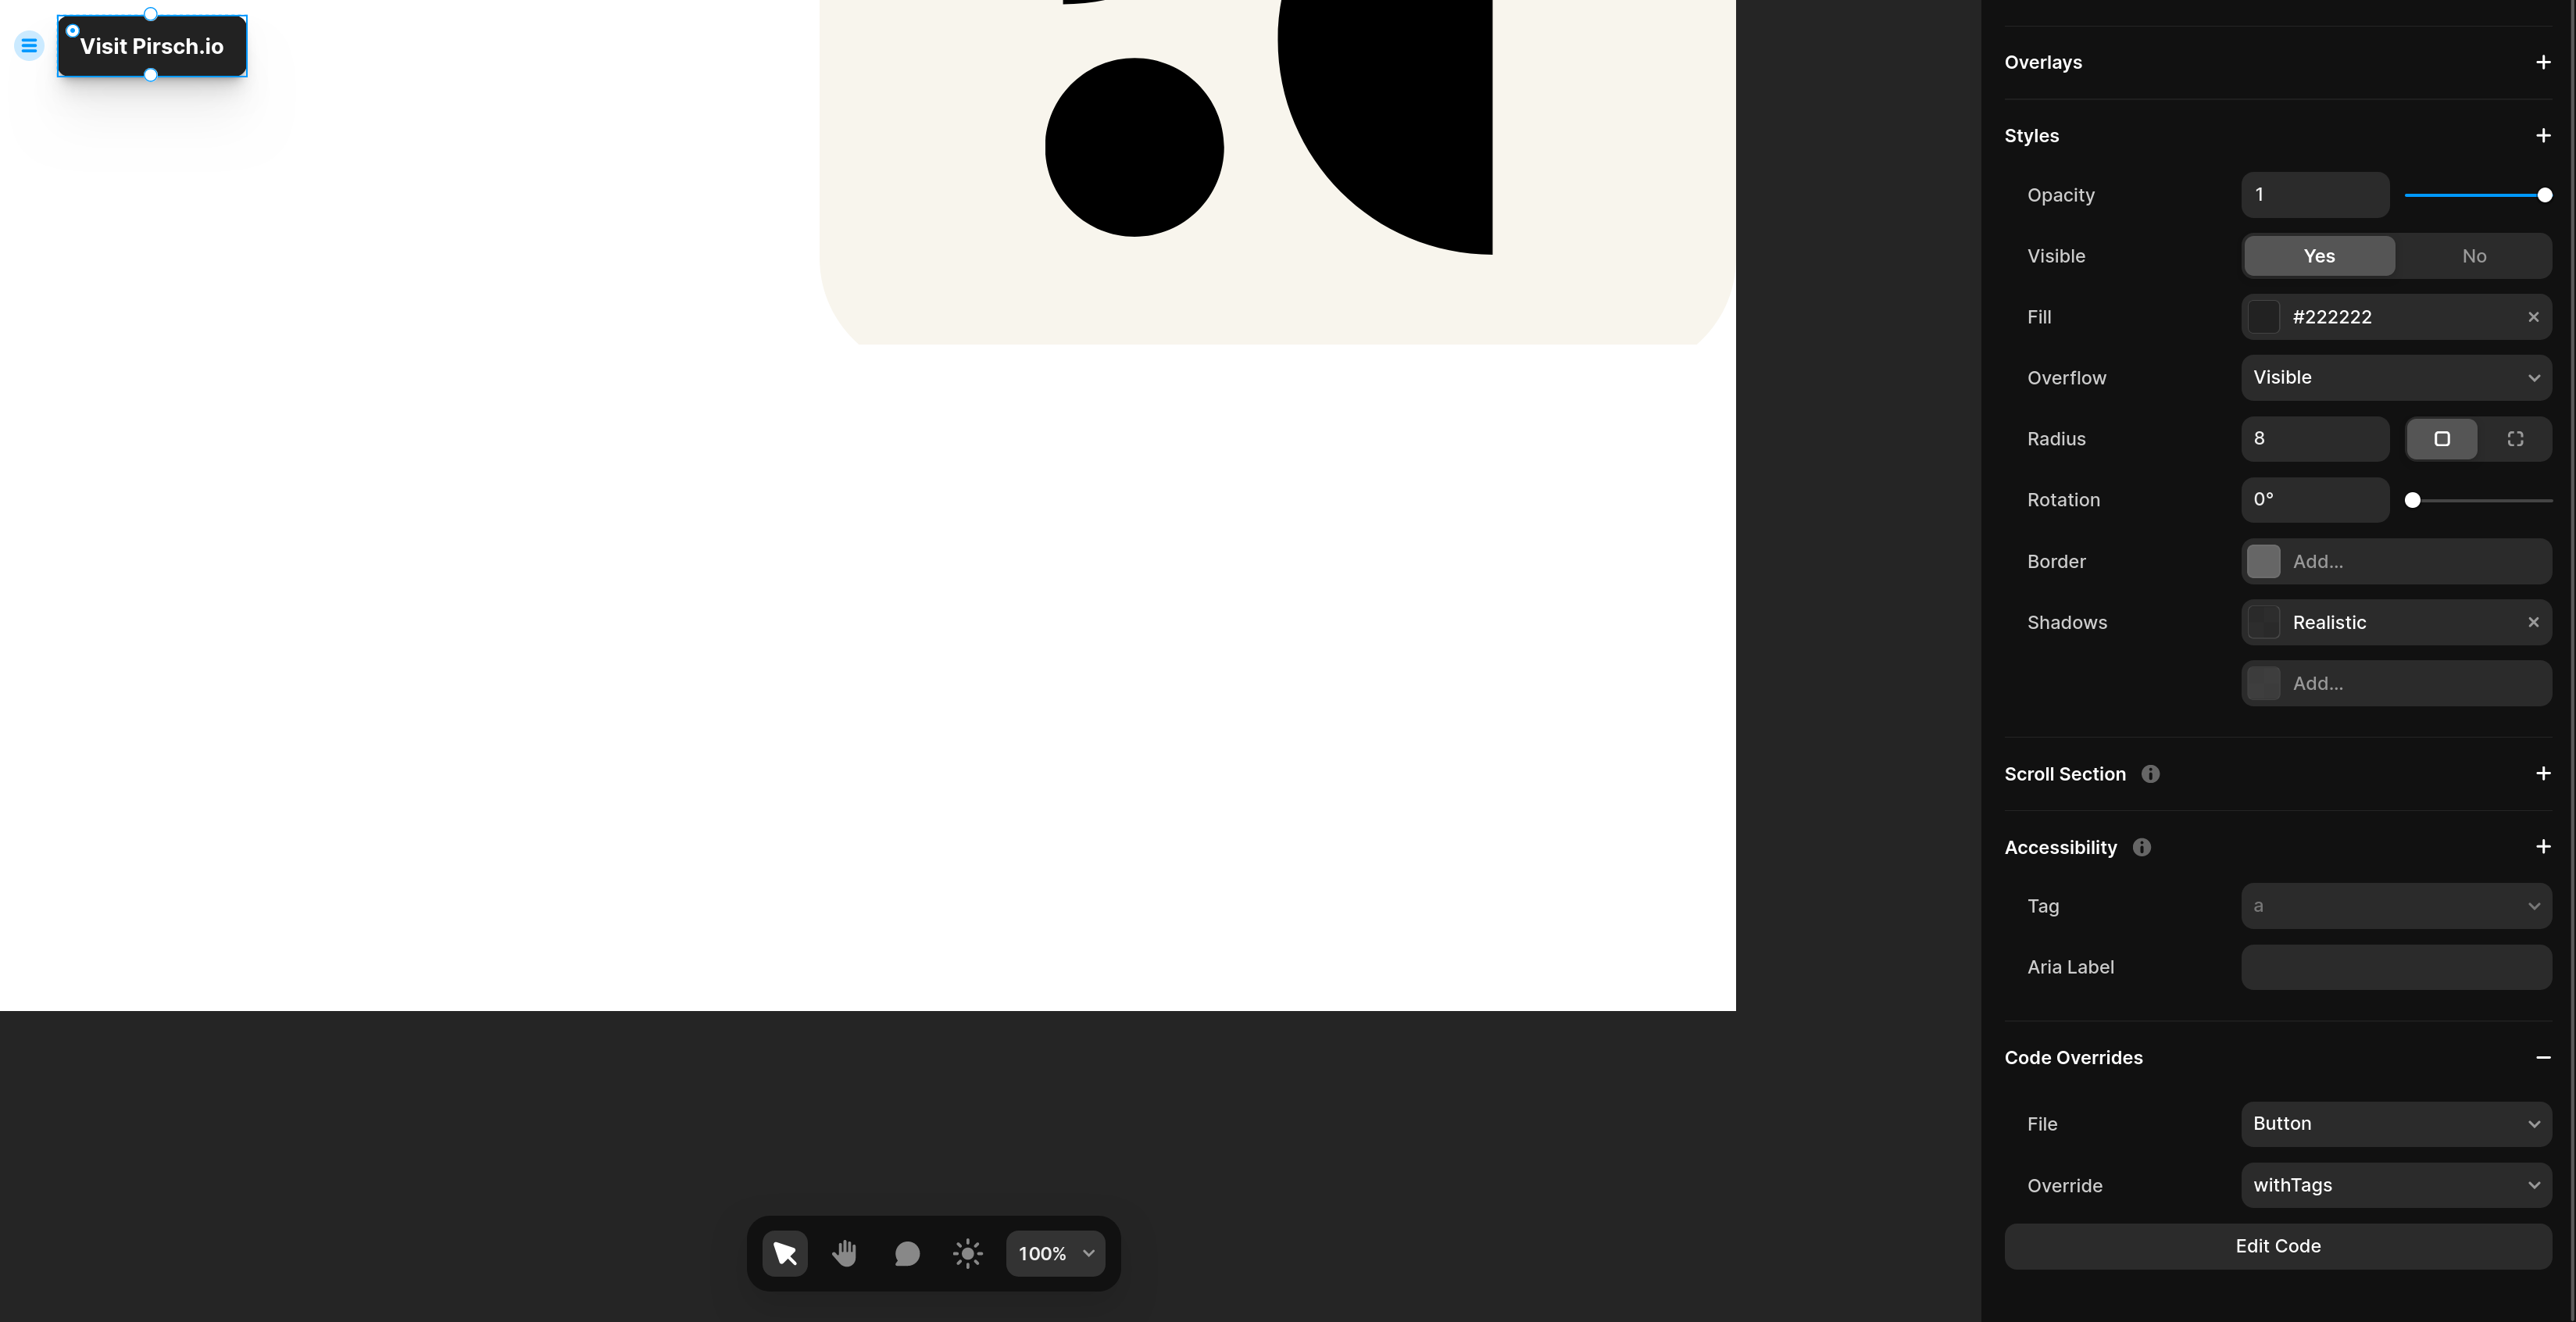 Visit Pirsch.io
Overlays
Styles
Opacity 1
Visible Yes No
Fill #222222
Overflow Visible
Radius 8
Rotation 0°
Border Add...
Shadows Realistic
Add...
Scroll Section
Accessibility
Tag a
Aria Label
Code Overrides
File Button
Override withTags
Edit Code
100%